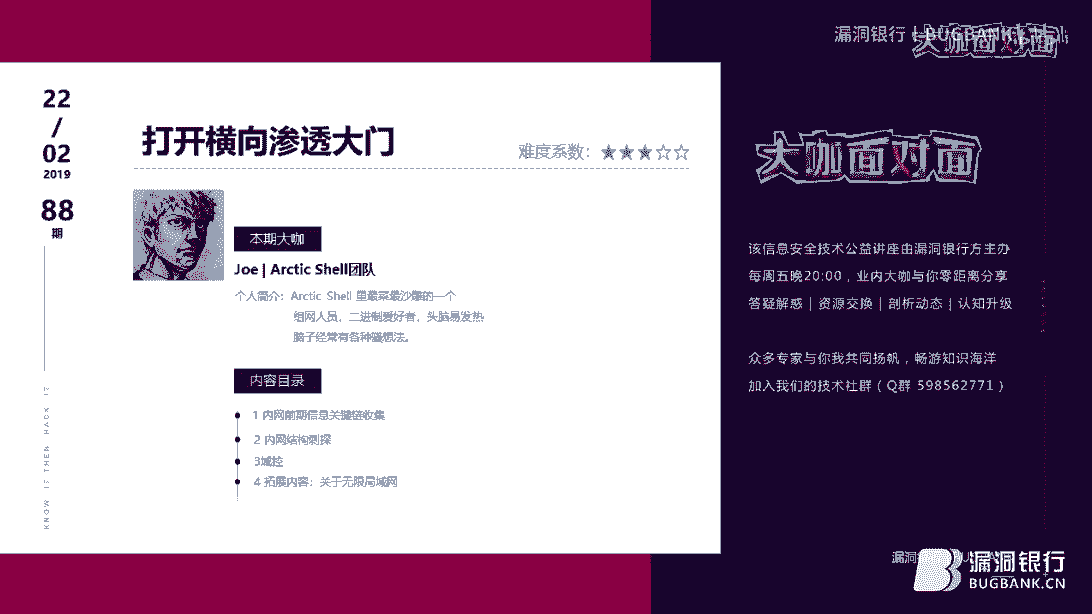 漏洞银行 | BUGBANK.
大咖面对面
22
/
02
2019
88
期
KNOW IT THEN HACK IT
打开横向渗透大门
难度系数：★★★☆☆
本期大咖
Joe | Arctic Shell团队
个人简介：Arctic Shell 里最菜最沙雕的一个
组网人员，二进制爱好者，头脑易发热
脑子经常有各种
想法。
内容目录
1 内网前期信息关键链收集
2 内网结构刺探
3域控
4 拓展内容：关于无限局域网
大咖面对面
该信息安全技术公益讲座由漏洞银行方主办
每周五晚20:00，业内大咖与你零距离分享
答疑解惑｜资源交换｜剖析动态｜认知升级
众多专家与你我共同扬帆，畅游知识海洋
加入我们的技术社群（Q群 598562771）
漏洞银行
BUGBANK.CN